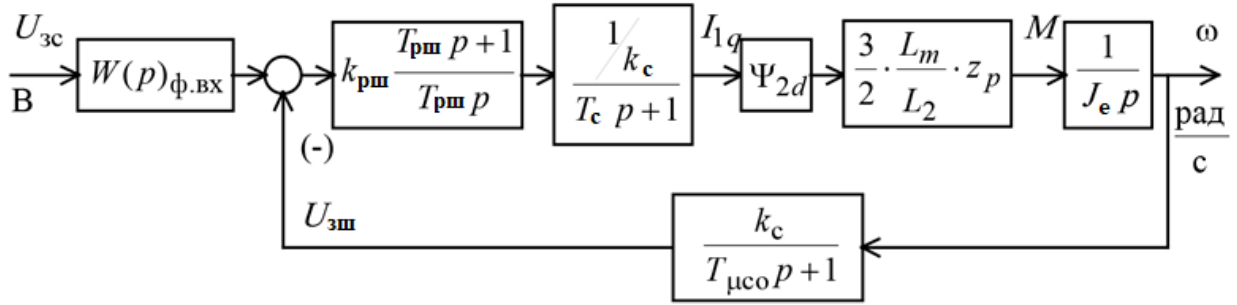 U_зс
В
W(p)_ф.вх
(-)
k_рш (T_рш p + 1)/(T_рш p)
(1/k_с)/(T_с p + 1)
I_1q
Ψ_2d
3/2 · L_m/L_2 · z_p
M
1/(J_е p)
ω
рад/с
U_зш
k_с/(T_μсо p + 1)